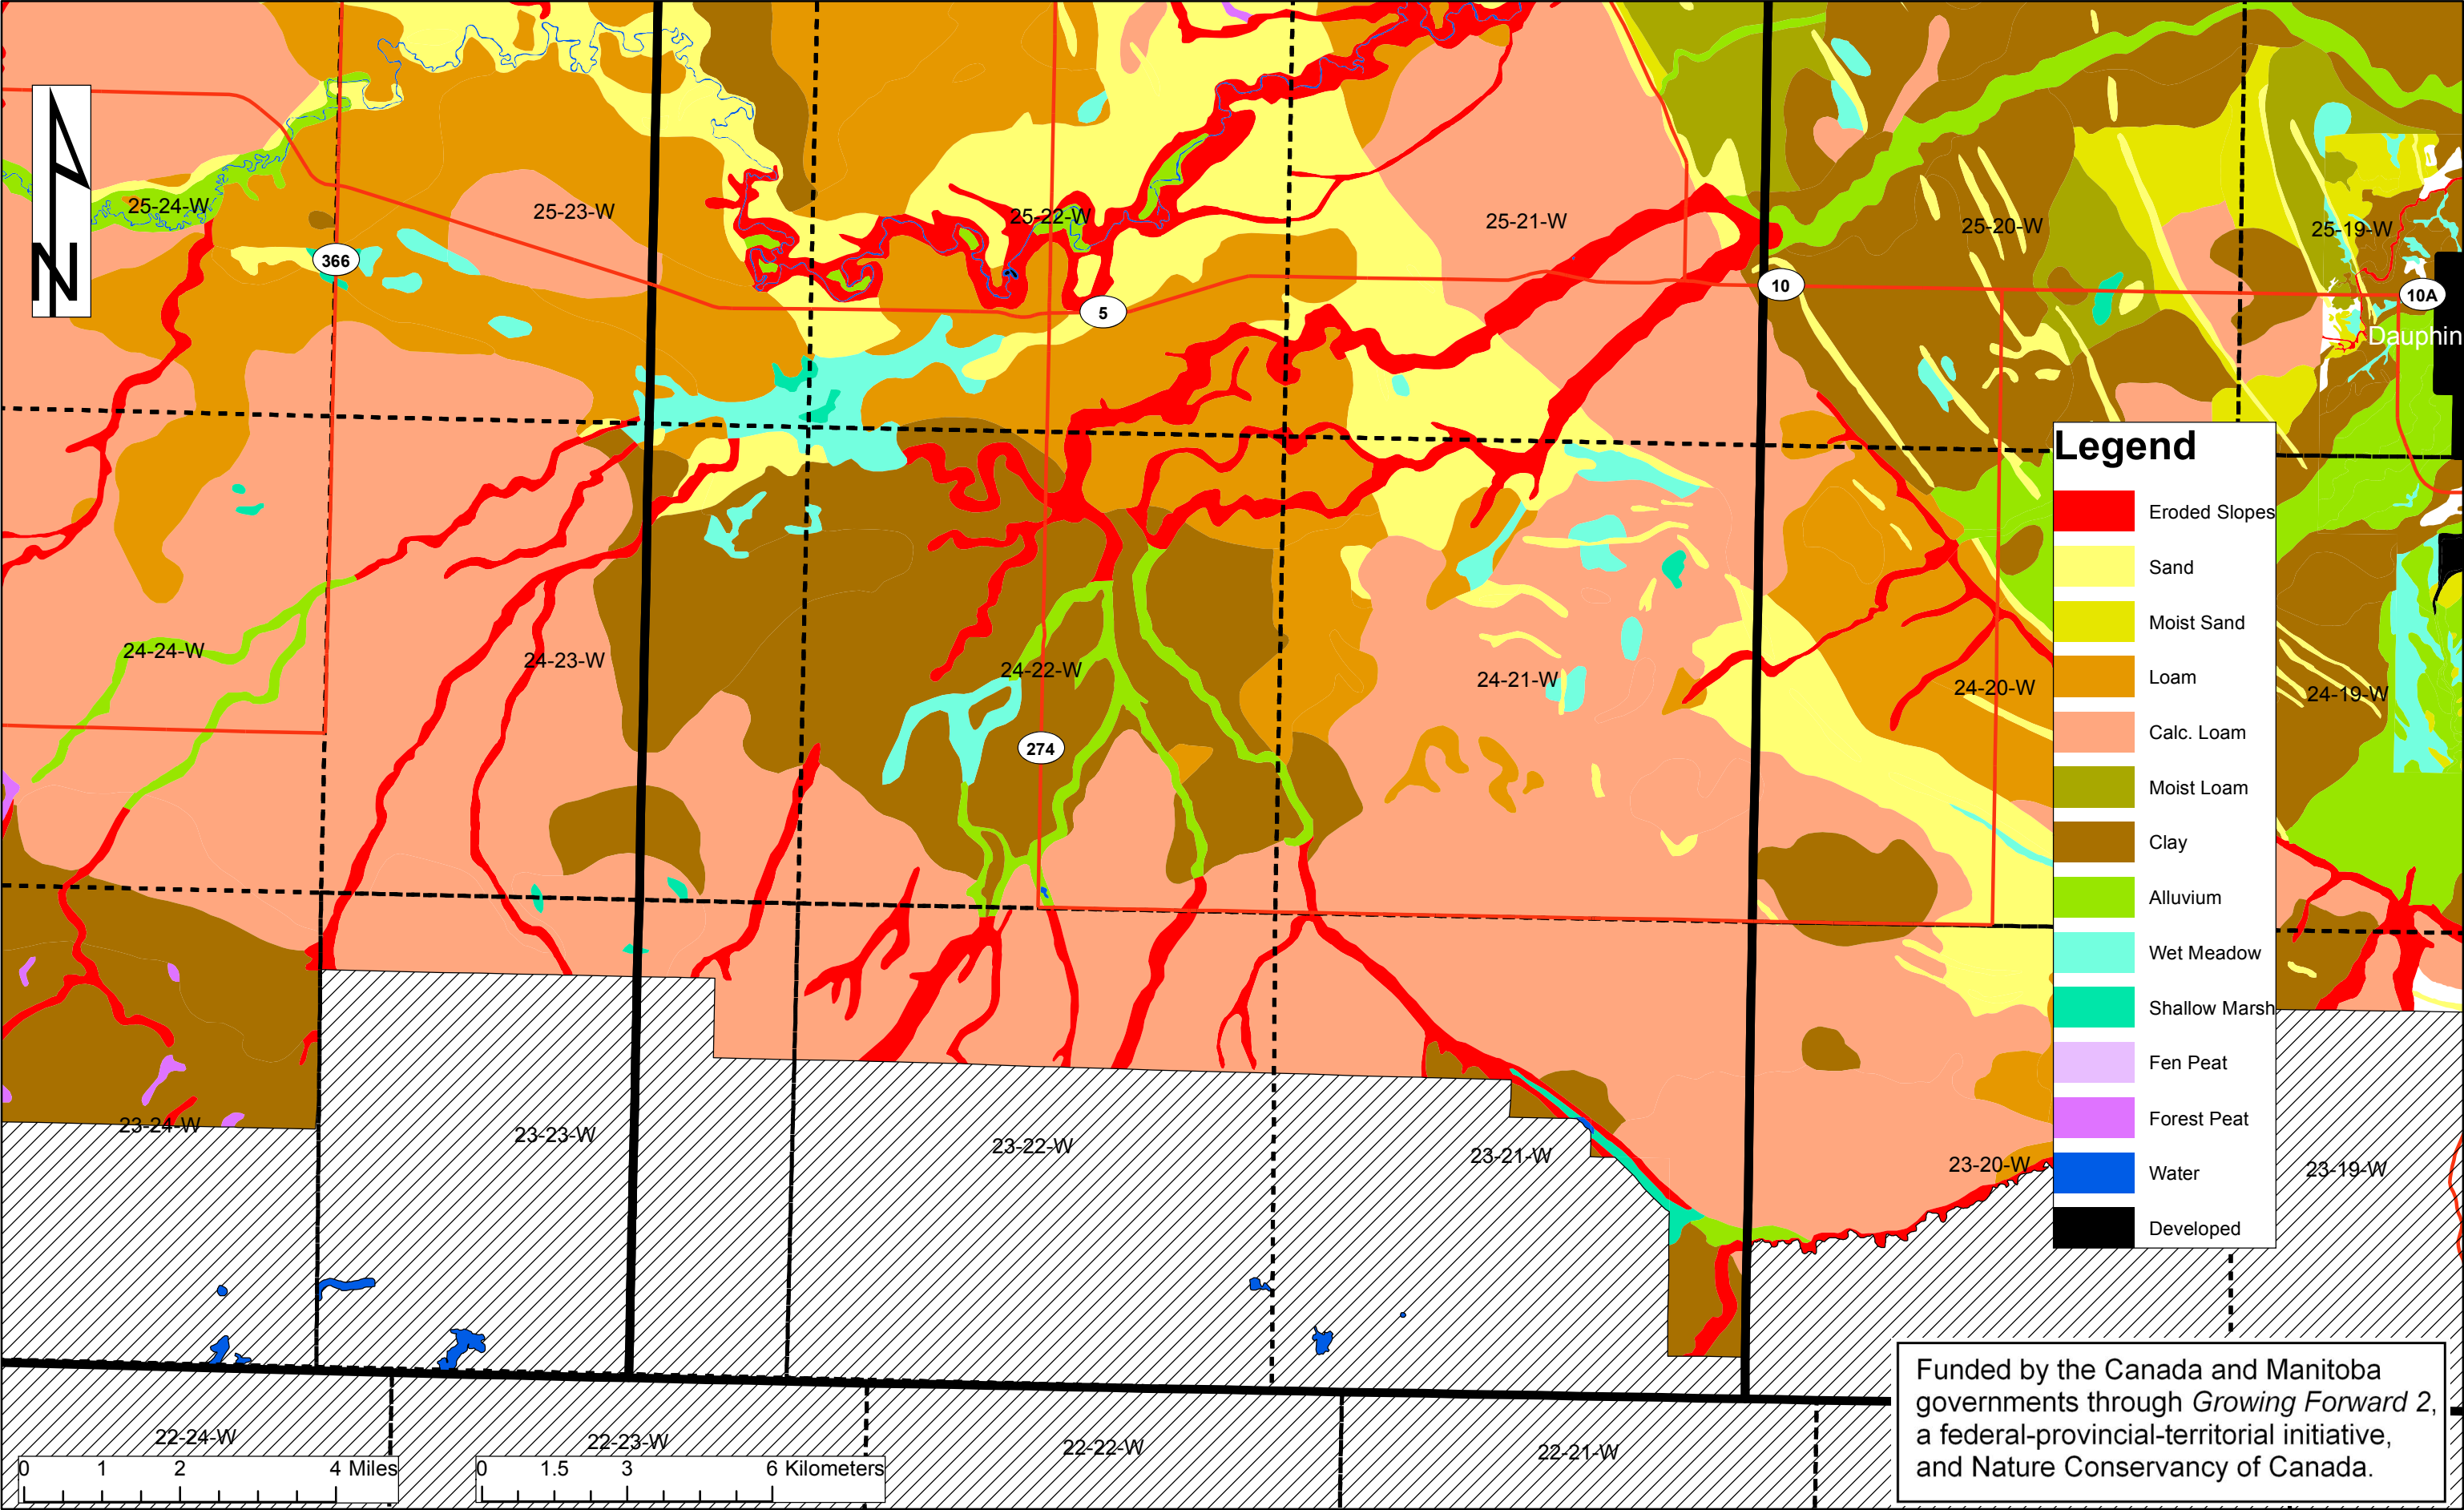 25-24-W
25-23-W
25-22-W
25-21-W
25-20-W
25-19-W
366
5
10
10A
Dauphin
N
24-24-W
24-23-W
24-22-W
24-21-W
24-20-W
24-19-W
274
Legend
Eroded Slopes
Sand
Moist Sand
Loam
Calc. Loam
Moist Loam
Clay
Alluvium
Wet Meadow
Shallow Marsh
Fen Peat
Forest Peat
Water
Developed
23-24-W
23-23-W
23-22-W
23-21-W
23-20-W
23-19-W
22-24-W
22-23-W
22-22-W
22-21-W
0 1 2 4 Miles
0 1.5 3 6 Kilometers
Funded by the Canada and Manitoba
governments through Growing Forward 2,
a federal-provincial-territorial initiative,
and Nature Conservancy of Canada.